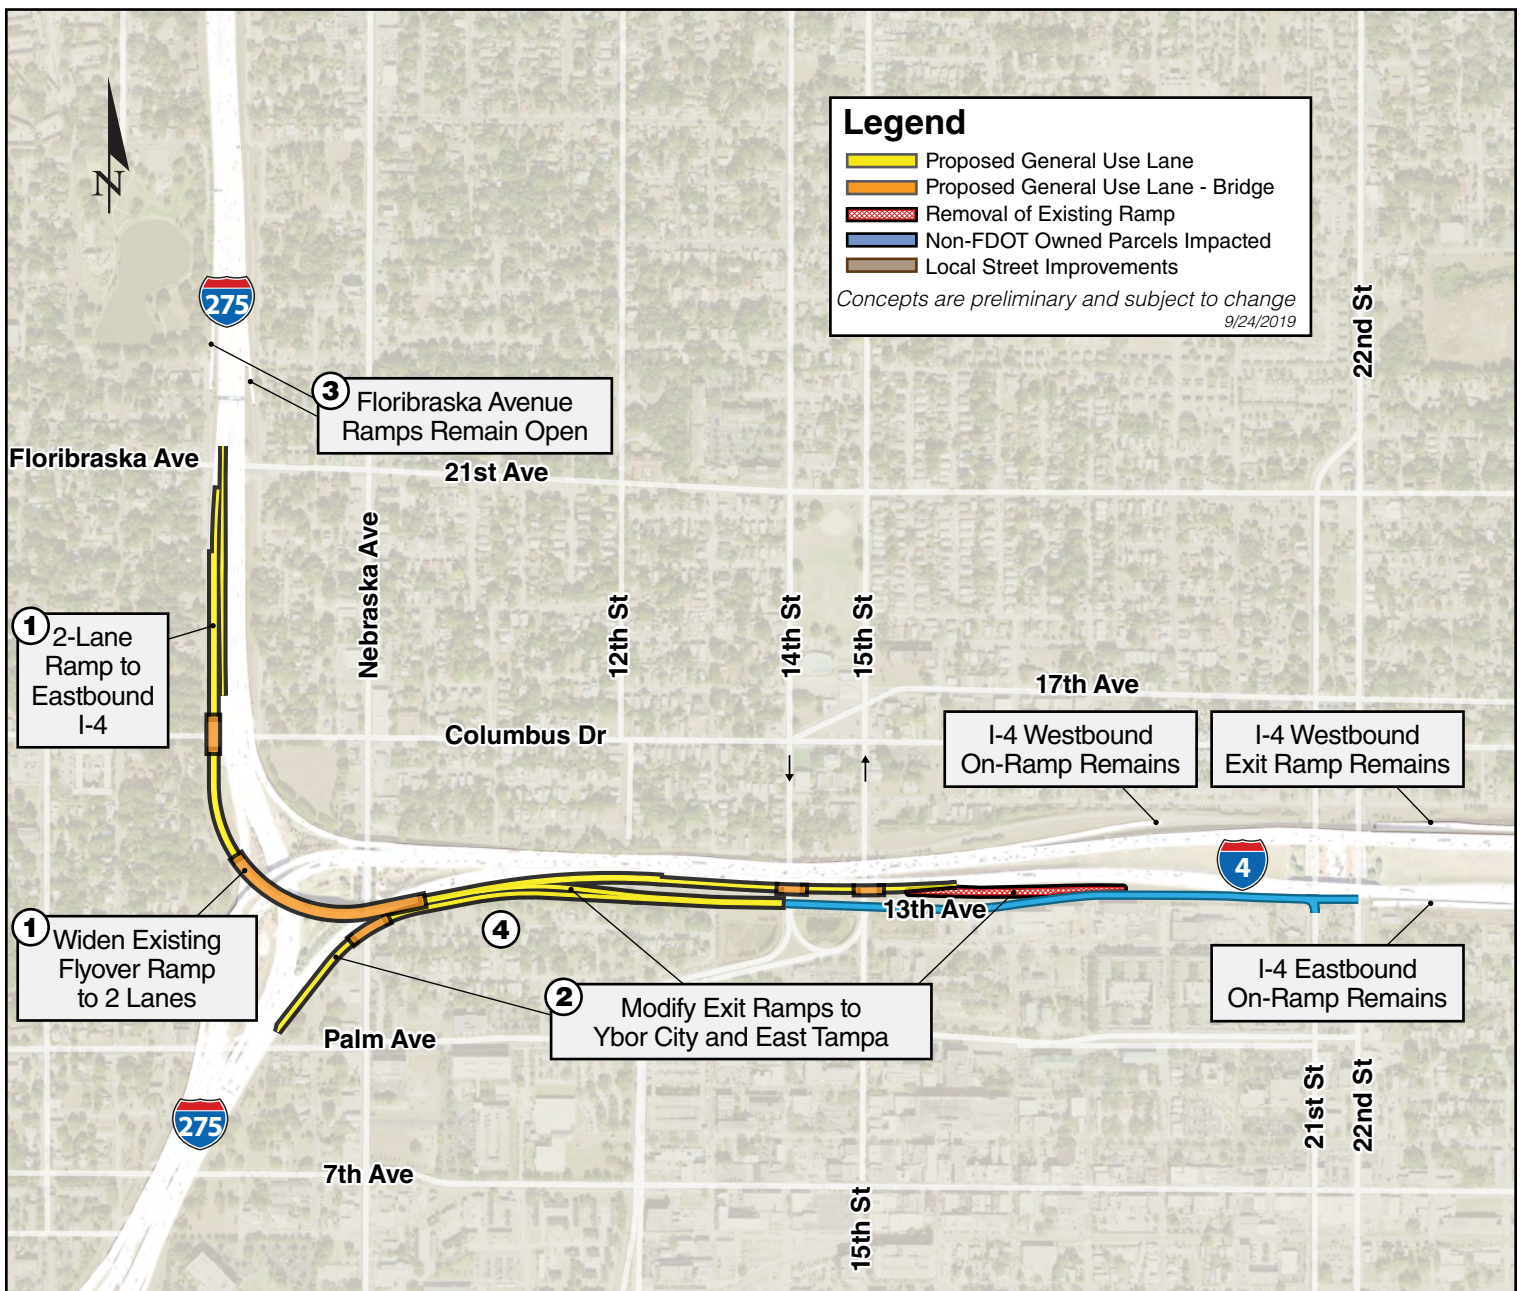 N
Legend
Proposed General Use Lane
Proposed General Use Lane - Bridge
Removal of Existing Ramp
Non-FDOT Owned Parcels Impacted
Local Street Improvements
Concepts are preliminary and subject to change
9/24/2019
275
22nd St
3
Floribraska Avenue
Ramps Remain Open
Floribraska Ave
21st Ave
Nebraska Ave
12th St
14th St
15th St
1
2-Lane
Ramp to
Eastbound
I-4
17th Ave
Columbus Dr
I-4 Westbound
On-Ramp Remains
I-4 Westbound
Exit Ramp Remains
4
13th Ave
1
Widen Existing
Flyover Ramp
to 2 Lanes
4
2
Modify Exit Ramps to
Ybor City and East Tampa
I-4 Eastbound
On-Ramp Remains
Palm Ave
275
21st St
22nd St
7th Ave
15th St